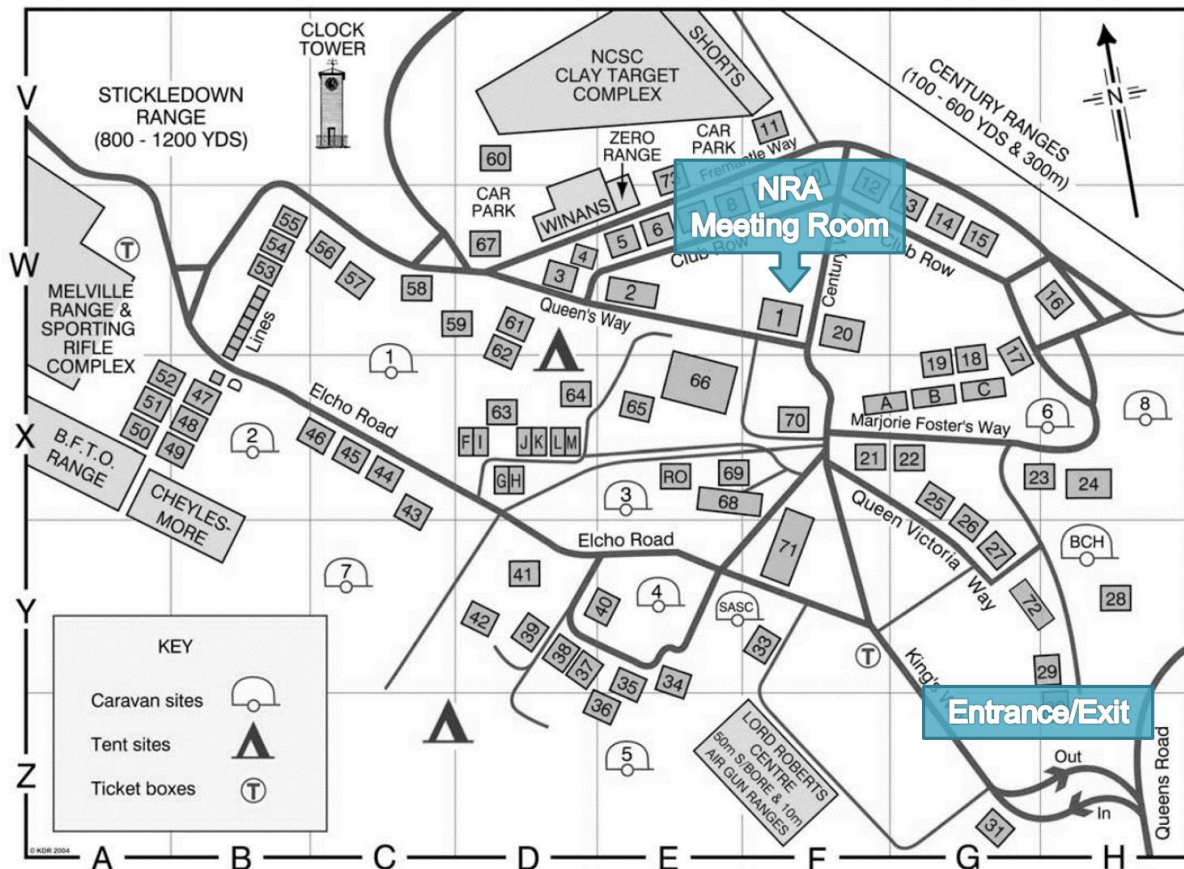 V
W
X
Y
Z
A
B
C
D
E
F
G
H
STICKLEDOWN
RANGE
(800 - 1200 YDS)
CLOCK
TOWER
NCSC
CLAY TARGET
COMPLEX
SHORTS
CENTURY RANGES
(100 - 600 YDS & 300m)
N
60
ZERO
RANGE
CAR
PARK
11
CAR
PARK
WINANS
Fremantle Way
67
3
4
5
6
8
2
Club Row
NRA
Meeting Room
12
13
14
15
Club Row
16
T
MELVILLE
RANGE &
SPORTING
RIFLE
COMPLEX
55
54
53
56
57
58
59
Lines
D
Queen's Way
61
62
1
20
19
18
17
A
B
C
Marjorie Foster's Way
6
8
1
52
51
50
47
48
49
2
Elcho Road
46
45
44
43
63
64
65
66
70
F I
J K
L M
G H
RO
69
68
3
21
22
23
24
25
26
27
Queen Victoria
Way
B.F.T.O.
RANGE
CHEYLES-
MORE
7
Elcho Road
71
BCH
28
72
29
41
42
40
39
38
37
36
35
34
4
SASC
33
T
5
LORD ROBERTS
CENTRE
50m S/BORE & 10m
AIR GUN RANGES
Entrance/Exit
Out
In
31
Queens Road
KEY
Caravan sites
Tent sites
Ticket boxes
T
© KDR 2004